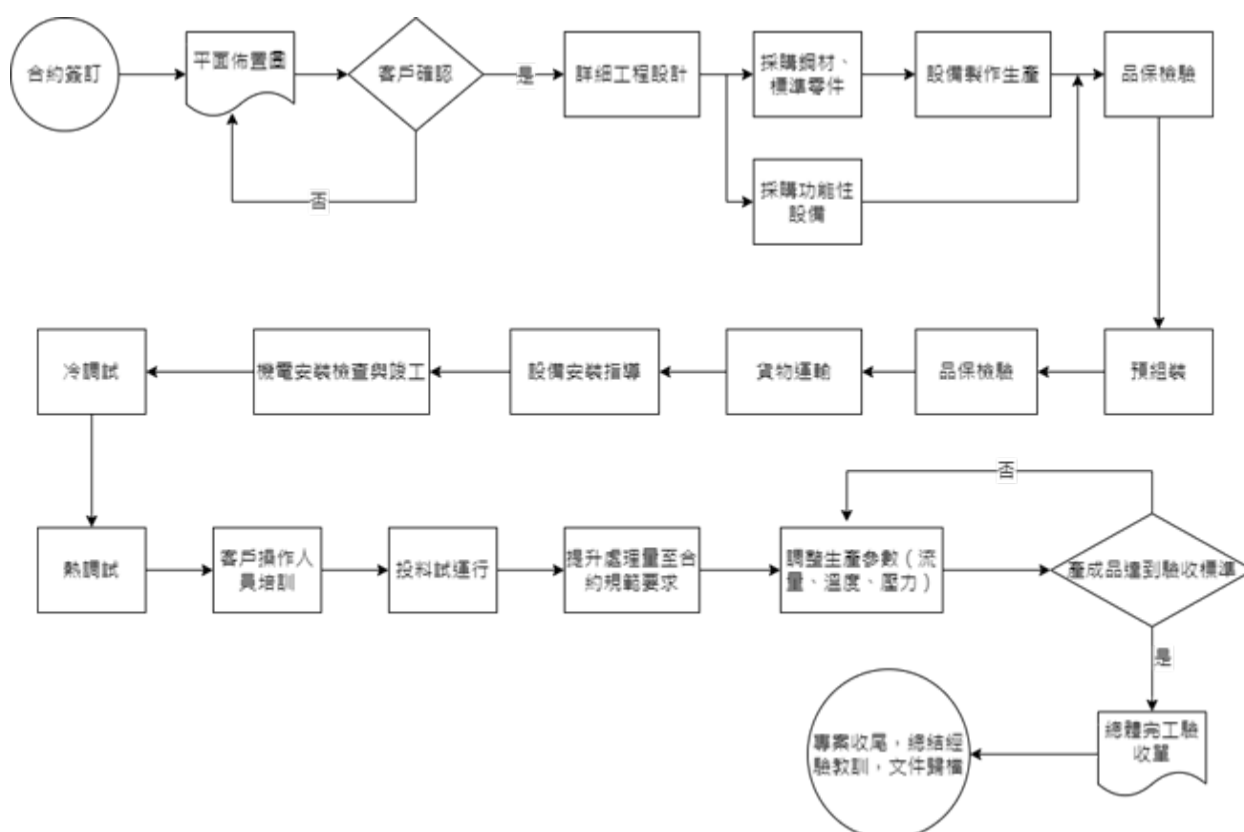 合約簽訂
平面佈置圖
客戶確認
是
詳細工程設計
採購鋼材、
標準零件
設備製作生產
品保檢驗
否
採購功能性
設備
冷調試
機電安裝檢查與竣工
設備安裝指導
貨物運輸
品保檢驗
預組裝
否
熱調試
客戶操作人
員培訓
投料試運行
提升處理量至合
約規範要求
調整生產參數（流
量、溫度、壓力）
產成品達到驗收標準
是
總體完工驗
收單
專案收尾，總結經
驗教訓，文件歸檔